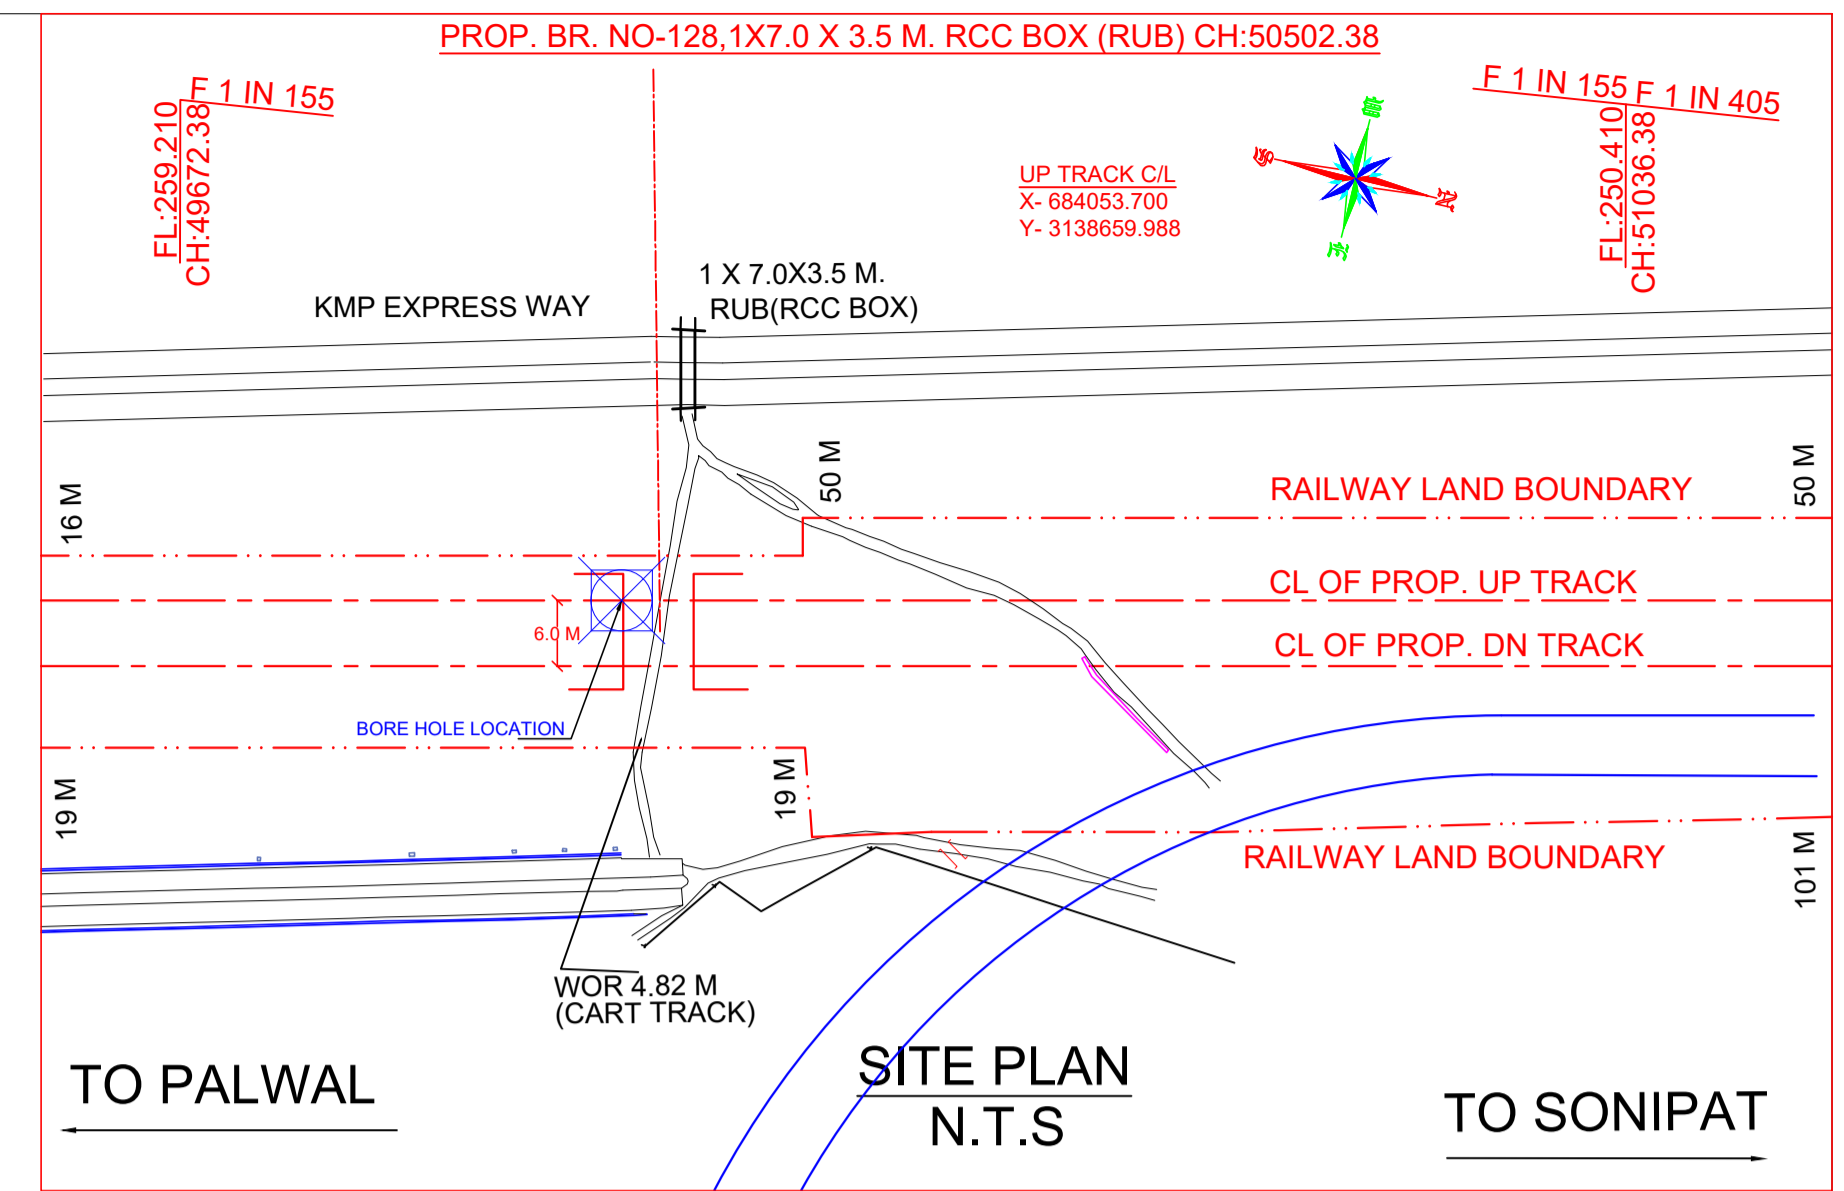 PROP. BR. NO-128,1X7.0 X 3.5 M. RCC BOX (RUB) CH:50502.38
F 1 IN 155
FL:259.210
CH:49672.38
F 1 IN 155
F 1 IN 405
FL:250.410
CH:51036.38
UP TRACK C/L
X- 684053.700
Y- 3138659.988
N
1 X 7.0X3.5 M.
RUB(RCC BOX)
KMP EXPRESS WAY
16 M
50 M
50 M
RAILWAY LAND BOUNDARY
CL OF PROP. UP TRACK
6.0 M
CL OF PROP. DN TRACK
BORE HOLE LOCATION
19 M
19 M
RAILWAY LAND BOUNDARY
101 M
WOR 4.82 M
(CART TRACK)
SITE PLAN
N.T.S
TO PALWAL
TO SONIPAT